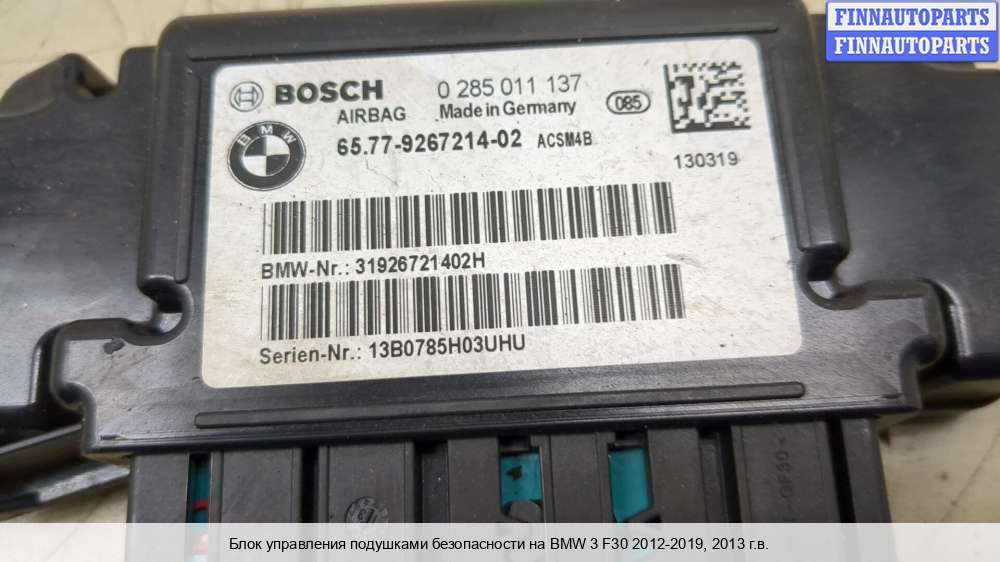 FINNAUTOPARTS
FINNAUTOPARTS
BOSCH 0 285 011 137
AIRBAG Made in Germany 085
BMW 65.77-9267214-02 ACSM4B
130319
BMW-Nr.: 31926721402H
Serien-Nr.: 13B0785H03UHU
GF30
Блок управления подушками безопасности на BMW 3 F30 2012-2019, 2013 г.в.